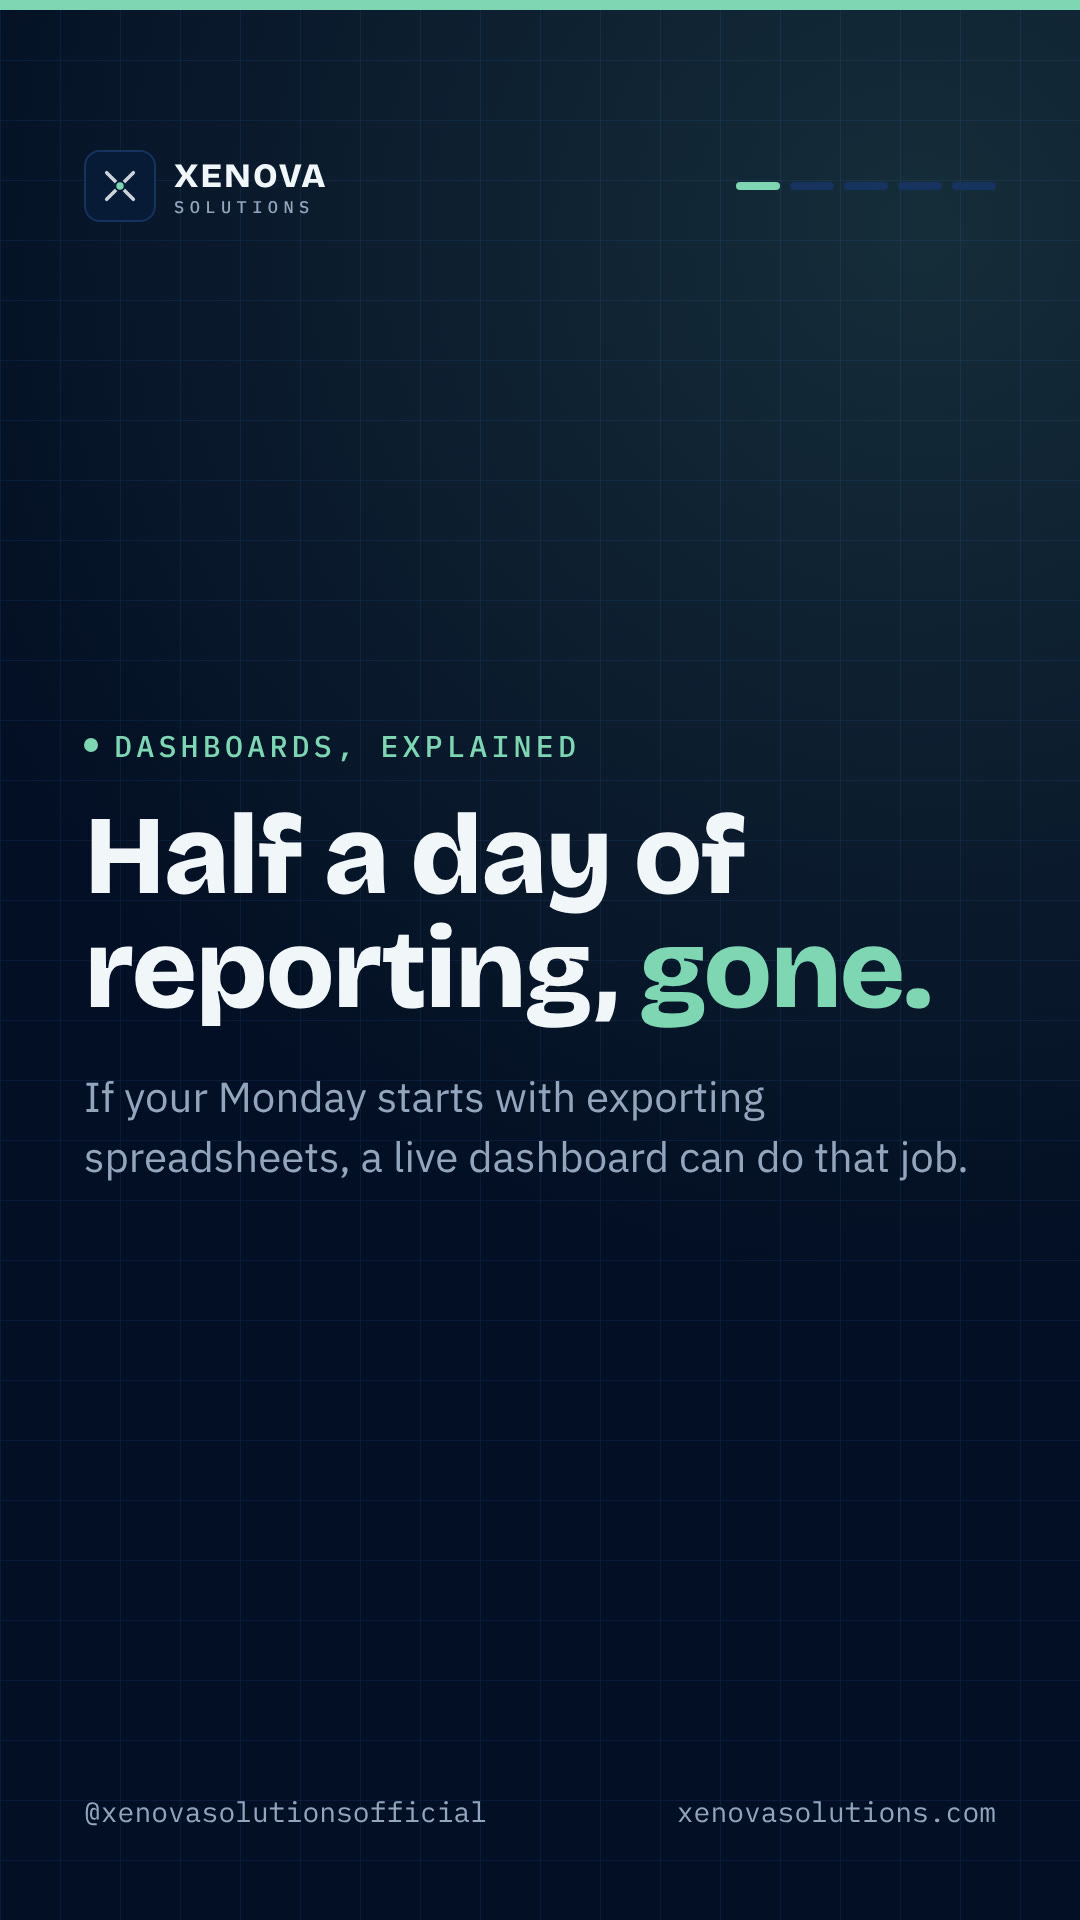 XENOVA
SOLUTIONS
DASHBOARDS, EXPLAINED
Half a day of
reporting, gone.
If your Monday starts with exporting
spreadsheets, a live dashboard can do that job.
@xenovasolutionsofficial
xenovasolutions.com